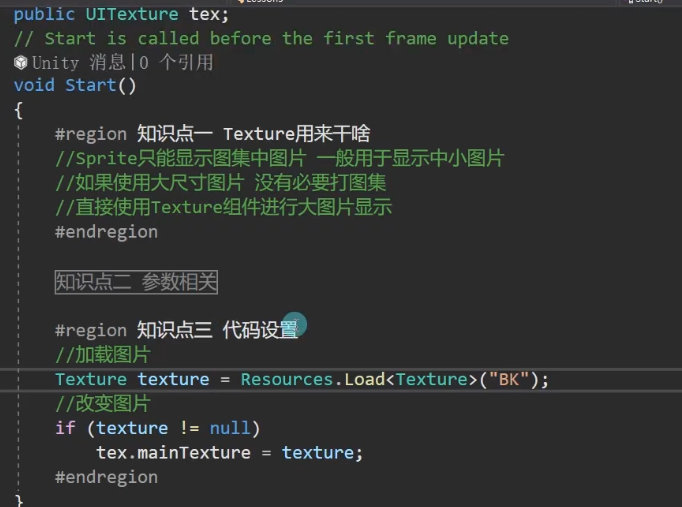 public UITexture tex;
// Start is called before the first frame update
Unity 消息|0 个引用
void Start()
{
#region 知识点一 Texture用来干啥
//Sprite只能显示图集中图片 一般用于显示中小图片
//如果使用大尺寸图片 没有必要打图集
//直接使用Texture组件进行大图片显示
#endregion
知识点二 参数相关
#region 知识点三 代码设置
//加载图片
Texture texture = Resources.Load<Texture>("BK");
//改变图片
if (texture != null)
tex.mainTexture = texture;
#endregion
}